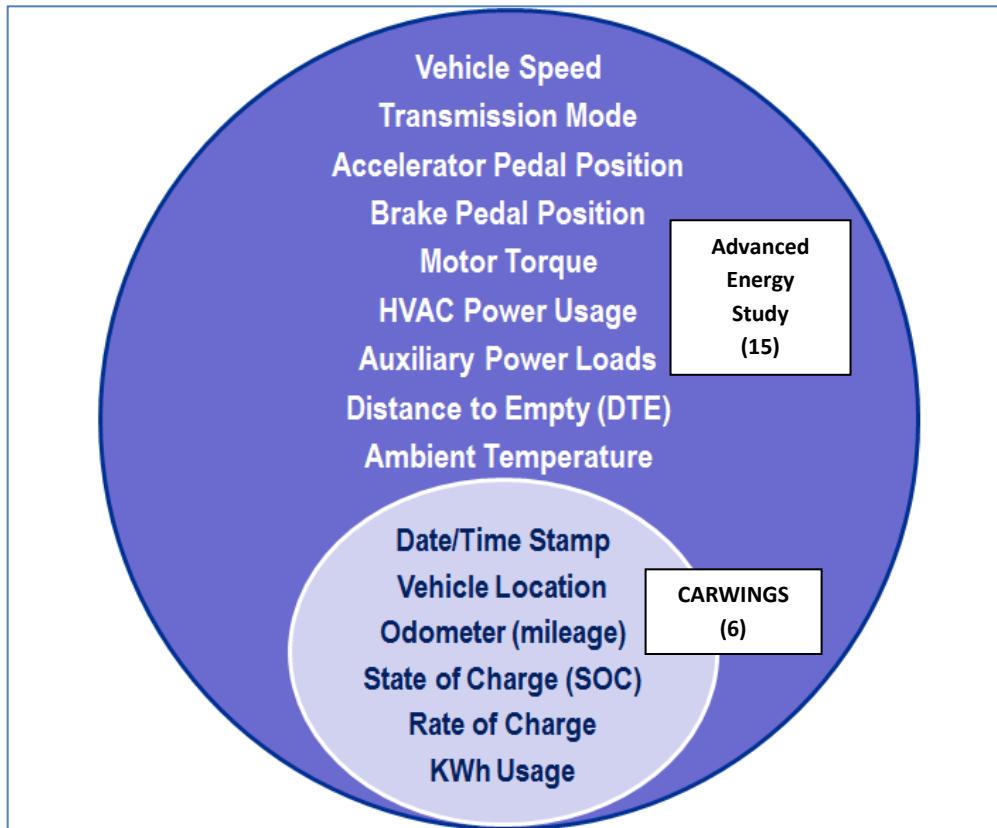 Vehicle Speed
Transmission Mode
Accelerator Pedal Position
Brake Pedal Position
Motor Torque
HVAC Power Usage
Auxiliary Power Loads
Distance to Empty (DTE)
Ambient Temperature
Advanced
Energy
Study
(15)
Date/Time Stamp
Vehicle Location
Odometer (mileage)
State of Charge (SOC)
Rate of Charge
KWh Usage
CARWINGS
(6)